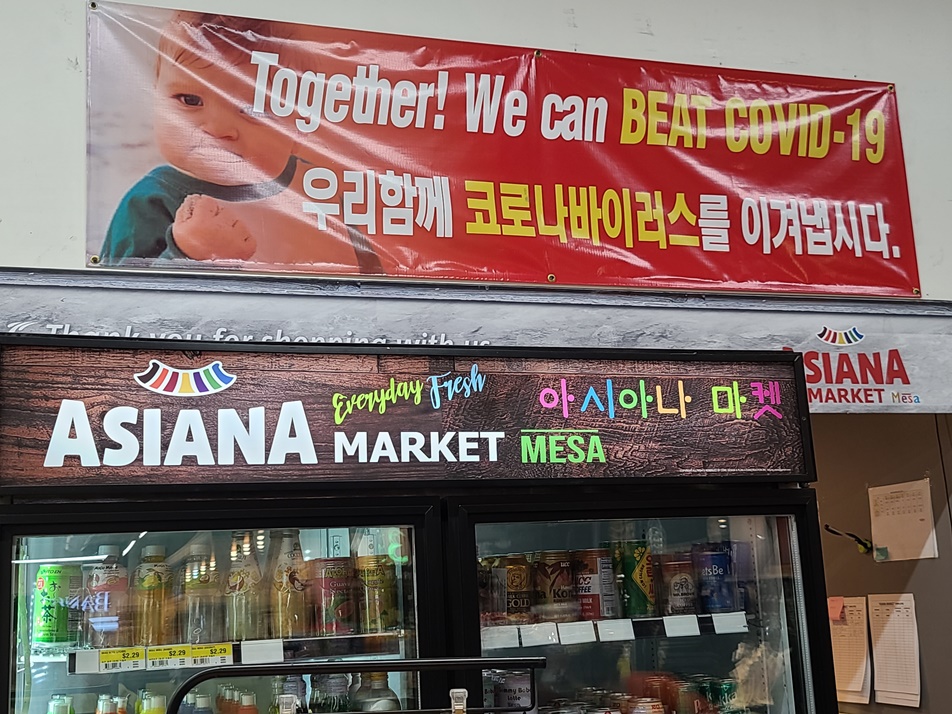 Together! We can BEAT COVID-19
우리함께 코로나바이러스를 이겨냅시다.
Thank you for shopping with us
ASIANA
MARKET Mesa
ASIANA Everyday Fresh MARKET MESA 아시아나 마켓
$2.29 $2.29 $2.29